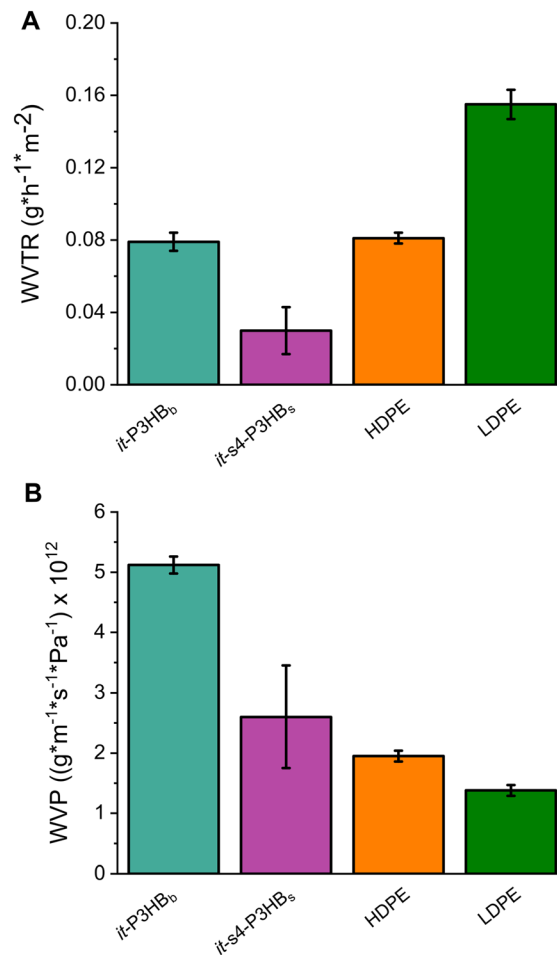 A
WVTR (g*h-1*m-2)
0.20
0.16
0.12
0.08
0.04
0.00
it-P3HBb
it-s4-P3HBs
HDPE
LDPE
B
WVP ((g*m⁻¹*s⁻¹*Pa⁻¹) x 10¹²
6
5
4
3
2
1
0
it-P3HBb
it-s4-P3HBs
HDPE
LDPE